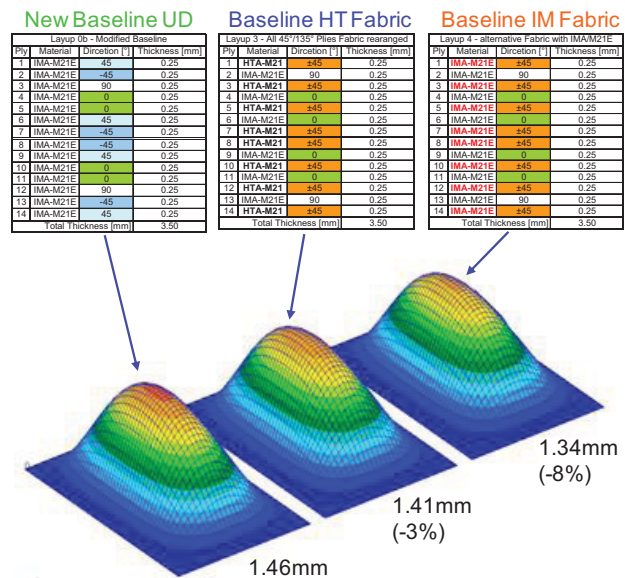 New Baseline UD
Layup 0b - Modified Baseline
Ply Material Dircetion [°] Thickness [mm]
1 IMA-M21E 45 0.25
2 IMA-M21E -45 0.25
3 IMA-M21E 90 0.25
4 IMA-M21E 0 0.25
5 IMA-M21E 0 0.25
6 IMA-M21E 45 0.25
7 IMA-M21E -45 0.25
8 IMA-M21E -45 0.25
9 IMA-M21E 45 0.25
10 IMA-M21E 0 0.25
11 IMA-M21E 0 0.25
12 IMA-M21E 90 0.25
13 IMA-M21E -45 0.25
14 IMA-M21E 45 0.25
Total Thickness [mm] 3.50
Baseline HT Fabric
Layup 3 - All 45°/135° Plies Fabric rearanged
Ply Material Dircetion [°] Thickness [mm]
1 HTA-M21 ±45 0.25
2 IMA-M21E 90 0.25
3 HTA-M21 ±45 0.25
4 IMA-M21E 0 0.25
5 HTA-M21 ±45 0.25
6 IMA-M21E 0 0.25
7 HTA-M21 ±45 0.25
8 HTA-M21 ±45 0.25
9 IMA-M21E 0 0.25
10 HTA-M21 ±45 0.25
11 IMA-M21E 0 0.25
12 HTA-M21 ±45 0.25
13 IMA-M21E 90 0.25
14 HTA-M21 ±45 0.25
Total Thickness [mm] 3.50
Baseline IM Fabric
Layup 4 - alternative Fabric with IMA/M21E
Ply Material Dircetion [°] Thickness [mm]
1 IMA-M21E ±45 0.25
2 IMA-M21E 90 0.25
3 IMA-M21E ±45 0.25
4 IMA-M21E 0 0.25
5 IMA-M21E ±45 0.25
6 IMA-M21E 0 0.25
7 IMA-M21E ±45 0.25
8 IMA-M21E ±45 0.25
9 IMA-M21E 0 0.25
10 IMA-M21E ±45 0.25
11 IMA-M21E 0 0.25
12 IMA-M21E ±45 0.25
13 IMA-M21E 90 0.25
14 IMA-M21E ±45 0.25
Total Thickness [mm] 3.50
1.46mm
1.41mm
(-3%)
1.34mm
(-8%)